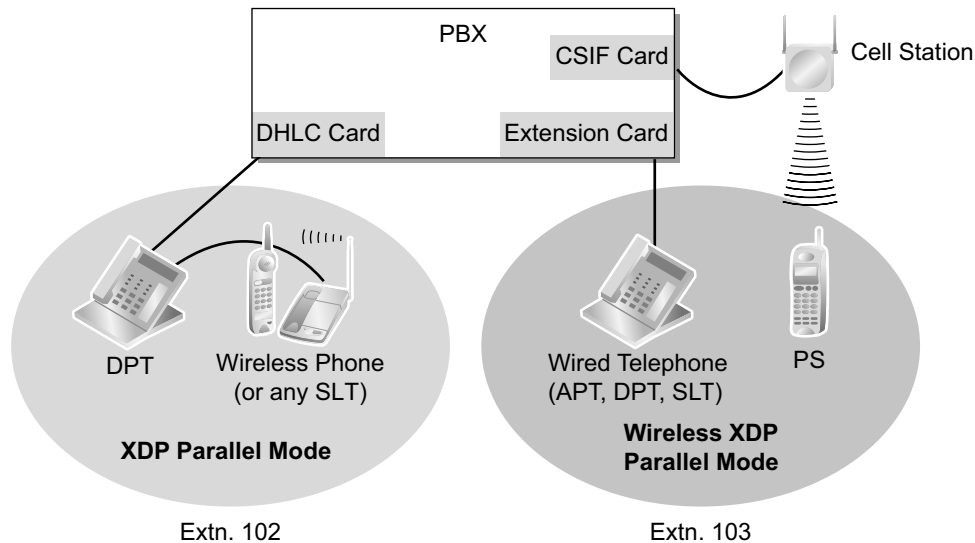 PBX
CSIF Card
Cell Station
DHLC Card
Extension Card
DPT
Wireless Phone
(or any SLT)
XDP Parallel Mode
Extn. 102
Wired Telephone
(APT, DPT, SLT)
PS
Wireless XDP
Parallel Mode
Extn. 103